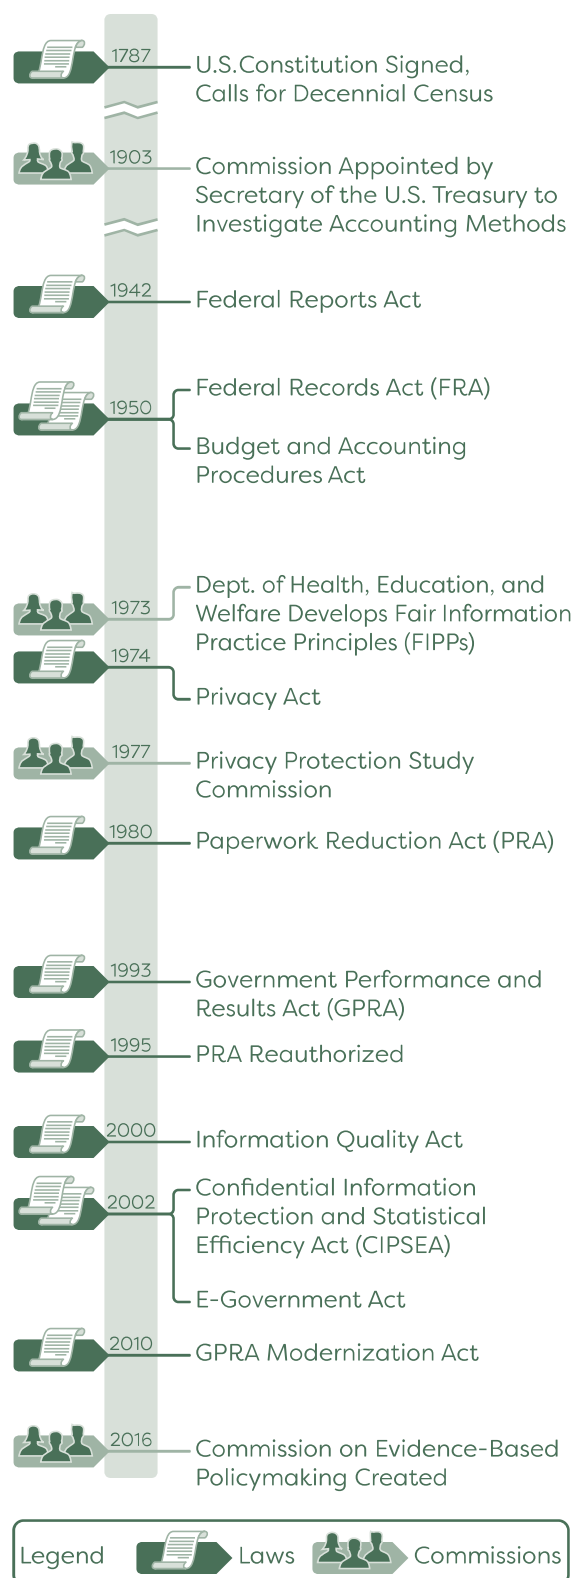 1787
U.S.Constitution Signed,
Calls for Decennial Census
1903
Commission Appointed by
Secretary of the U.S. Treasury to
Investigate Accounting Methods
1942
Federal Reports Act
1950
Federal Records Act (FRA)
Budget and Accounting
Procedures Act
1973
Dept. of Health, Education, and
Welfare Develops Fair Information
Practice Principles (FIPPs)
1974
Privacy Act
1977
Privacy Protection Study
Commission
1980
Paperwork Reduction Act (PRA)
1993
Government Performance and
Results Act (GPRA)
1995
PRA Reauthorized
2000
Information Quality Act
2002
Confidential Information
Protection and Statistical
Efficiency Act (CIPSEA)
E-Government Act
2010
GPRA Modernization Act
2016
Commission on Evidence-Based
Policymaking Created
Legend Laws Commissions